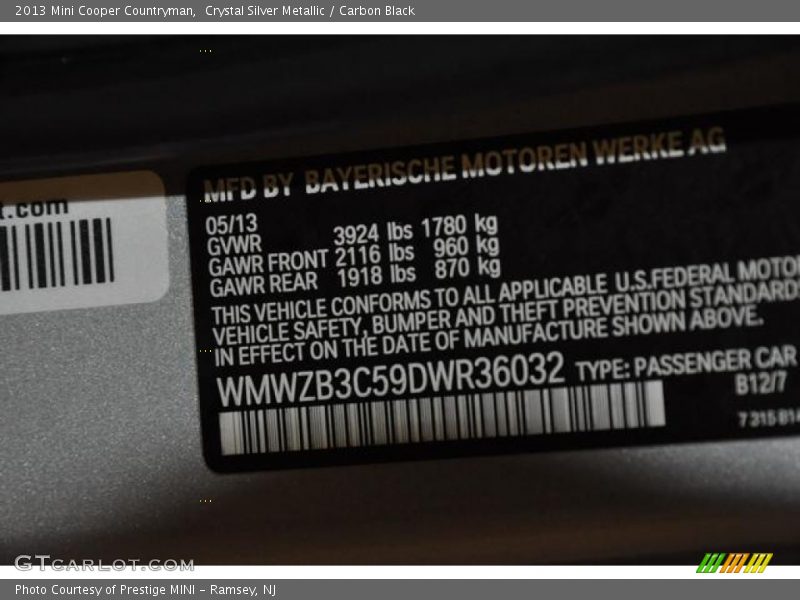 2013 Mini Cooper Countryman, Crystal Silver Metallic / Carbon Black
t.com
MFD BY BAYERISCHE MOTOREN WERKE AG
05/13
GVWR 3924 lbs 1780 kg
GAWR FRONT 2116 lbs 960 kg
GAWR REAR 1918 lbs 870 kg
THIS VEHICLE CONFORMS TO ALL APPLICABLE U.S.FEDERAL MOTOR
VEHICLE SAFETY, BUMPER AND THEFT PREVENTION STANDARDS
IN EFFECT ON THE DATE OF MANUFACTURE SHOWN ABOVE.
WMWZB3C59DWR36032 TYPE: PASSENGER CAR
B12/7
7 315 81
GTCARLOT.COM
Photo Courtesy of Prestige MINI - Ramsey, NJ